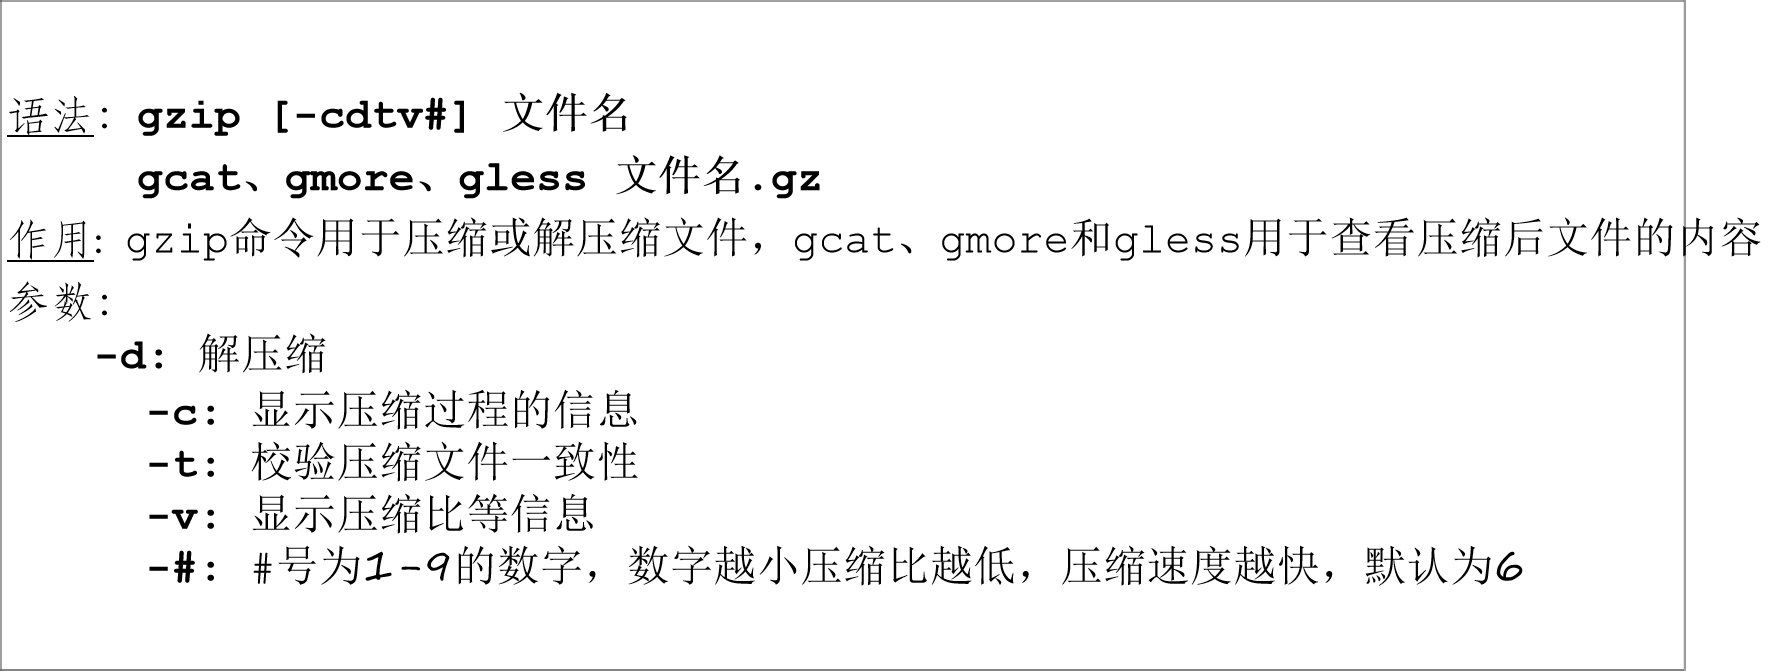 语法: gzip [-cdtv#] 文件名
gcat、gmore、gless 文件名.gz
作用: gzip命令用于压缩或解压缩文件，gcat、gmore和gless用于查看压缩后文件的内容
参数:
-d: 解压缩
-c: 显示压缩过程的信息
-t: 校验压缩文件一致性
-v: 显示压缩比等信息
-#: #号为1-9的数字，数字越小压缩比越低，压缩速度越快，默认为6